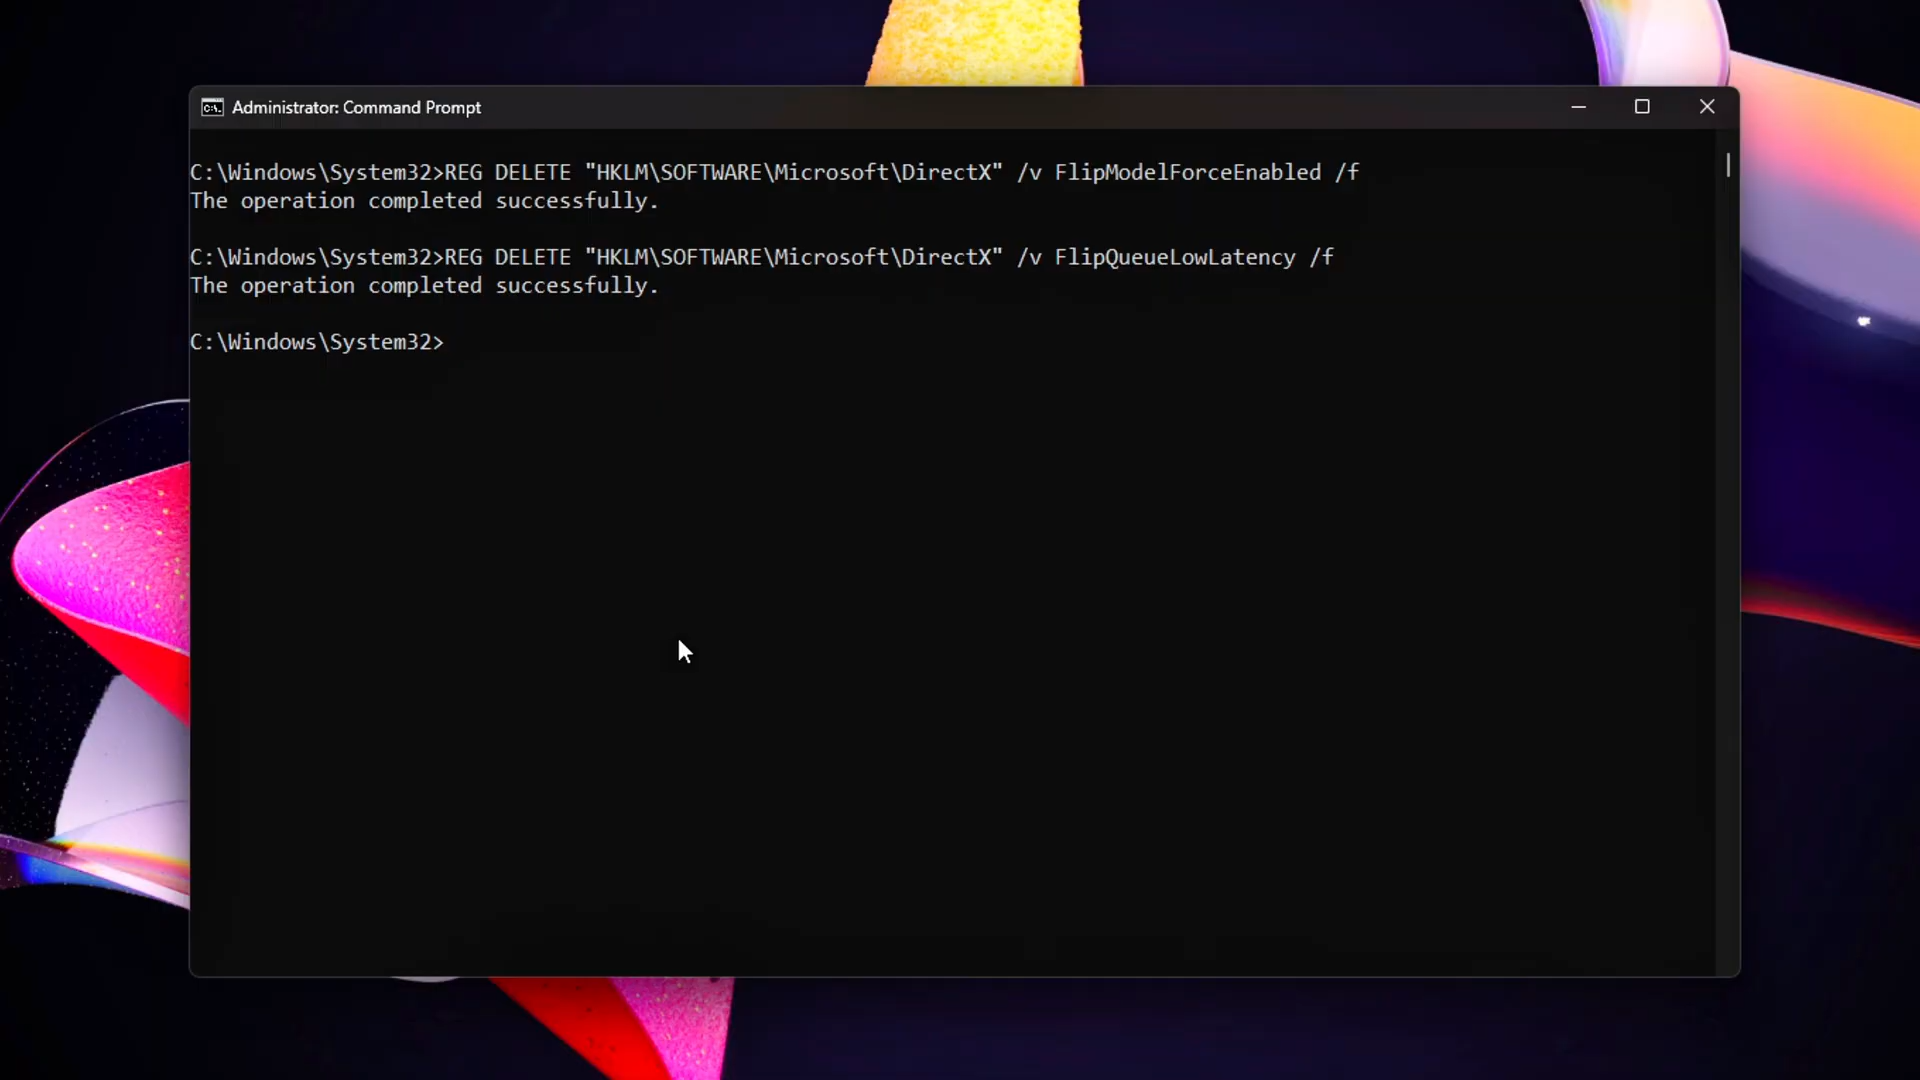 Administrator: Command Prompt
C:\Windows\System32>REG DELETE "HKLM\SOFTWARE\Microsoft\DirectX" /v FlipModelForceEnabled /f
The operation completed successfully.
C:\Windows\System32>REG DELETE "HKLM\SOFTWARE\Microsoft\DirectX" /v FlipQueueLowLatency /f
The operation completed successfully.
C:\Windows\System32>